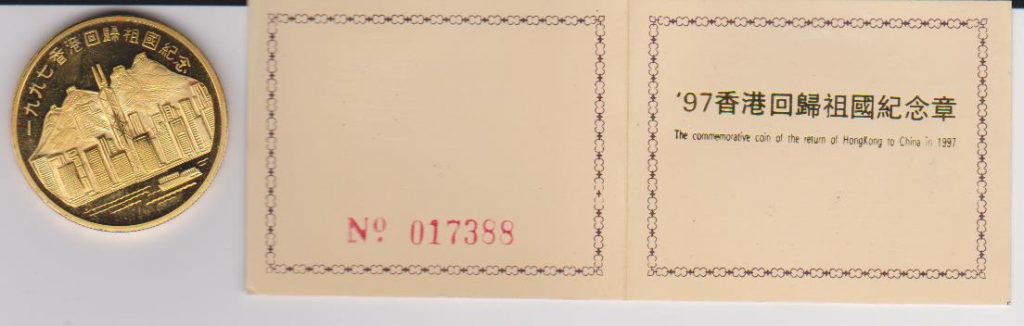 一九九七香港回歸祖國紀念
Nº 017388
'97香港回歸祖國紀念章
The commemorative coin of the return of HongKong to China in 1997